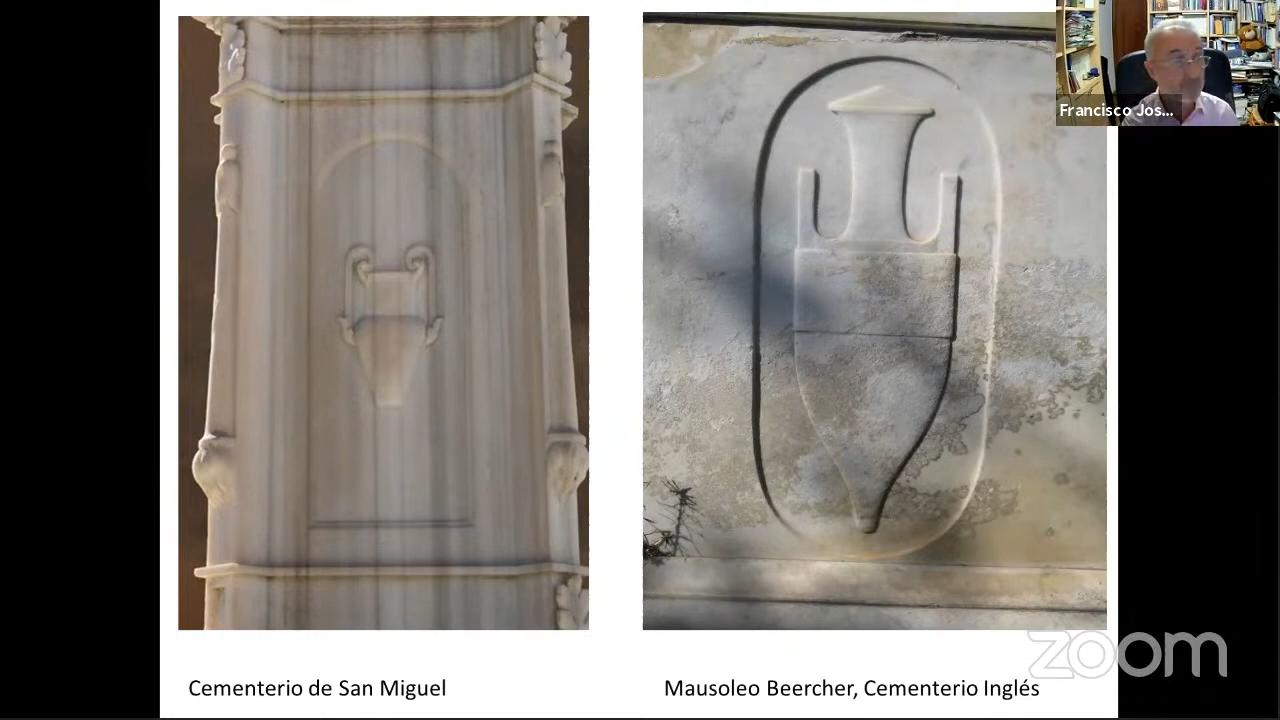 Francisco Jos...
zoom
Cementerio de San Miguel
Mausoleo Beercher, Cementerio Inglés